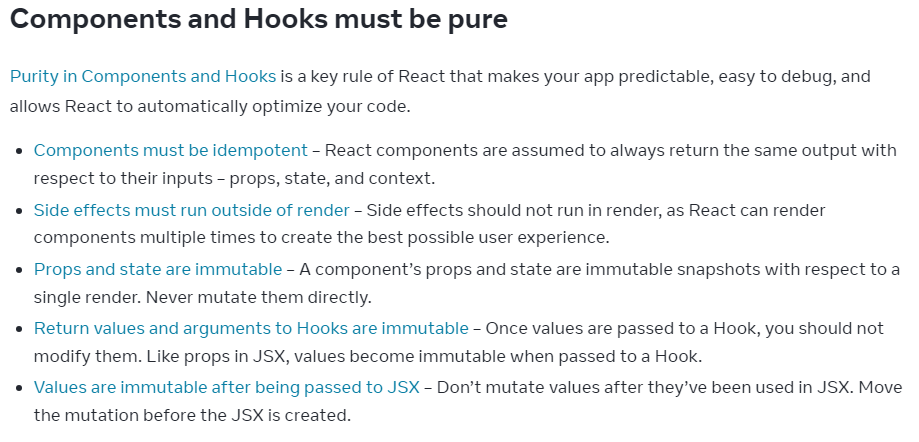 Components and Hooks must be pure
Purity in Components and Hooks is a key rule of React that makes your app predictable, easy to debug, and
allows React to automatically optimize your code.
• Components must be idempotent – React components are assumed to always return the same output with
respect to their inputs – props, state, and context.
• Side effects must run outside of render – Side effects should not run in render, as React can render
components multiple times to create the best possible user experience.
• Props and state are immutable – A component’s props and state are immutable snapshots with respect to a
single render. Never mutate them directly.
• Return values and arguments to Hooks are immutable – Once values are passed to a Hook, you should not
modify them. Like props in JSX, values become immutable when passed to a Hook.
• Values are immutable after being passed to JSX – Don’t mutate values after they’ve been used in JSX. Move
the mutation before the JSX is created.